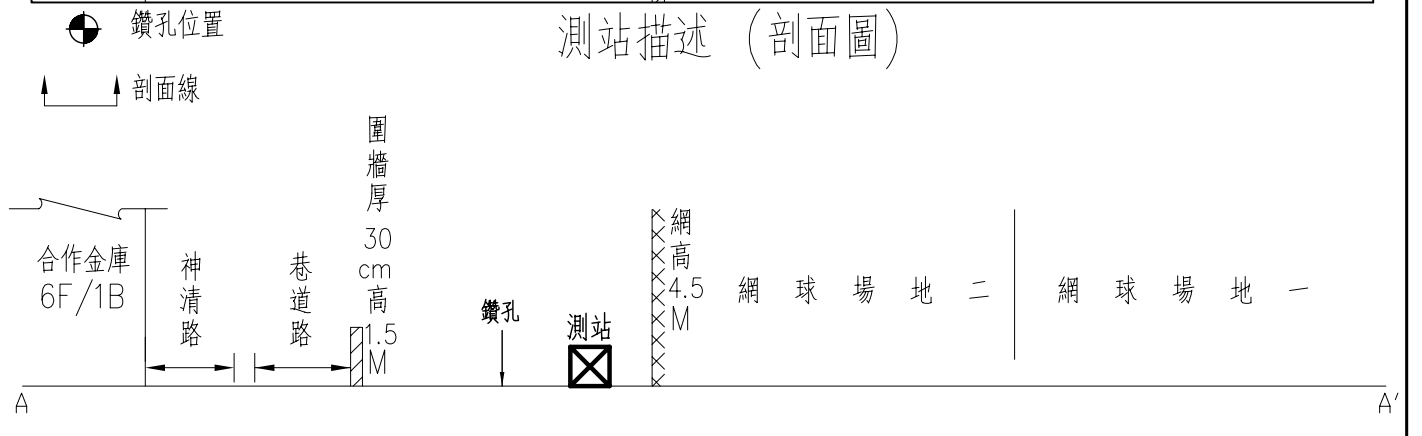 鑽孔位置
測站描述（剖面圖）
剖面線
合作金庫
6F/1B
神清路
巷道路
圍牆厚
30
cm
高
1.5
M
鑽孔
測站
網高
4.5
M
網球場地二
網球場地一
A
A'